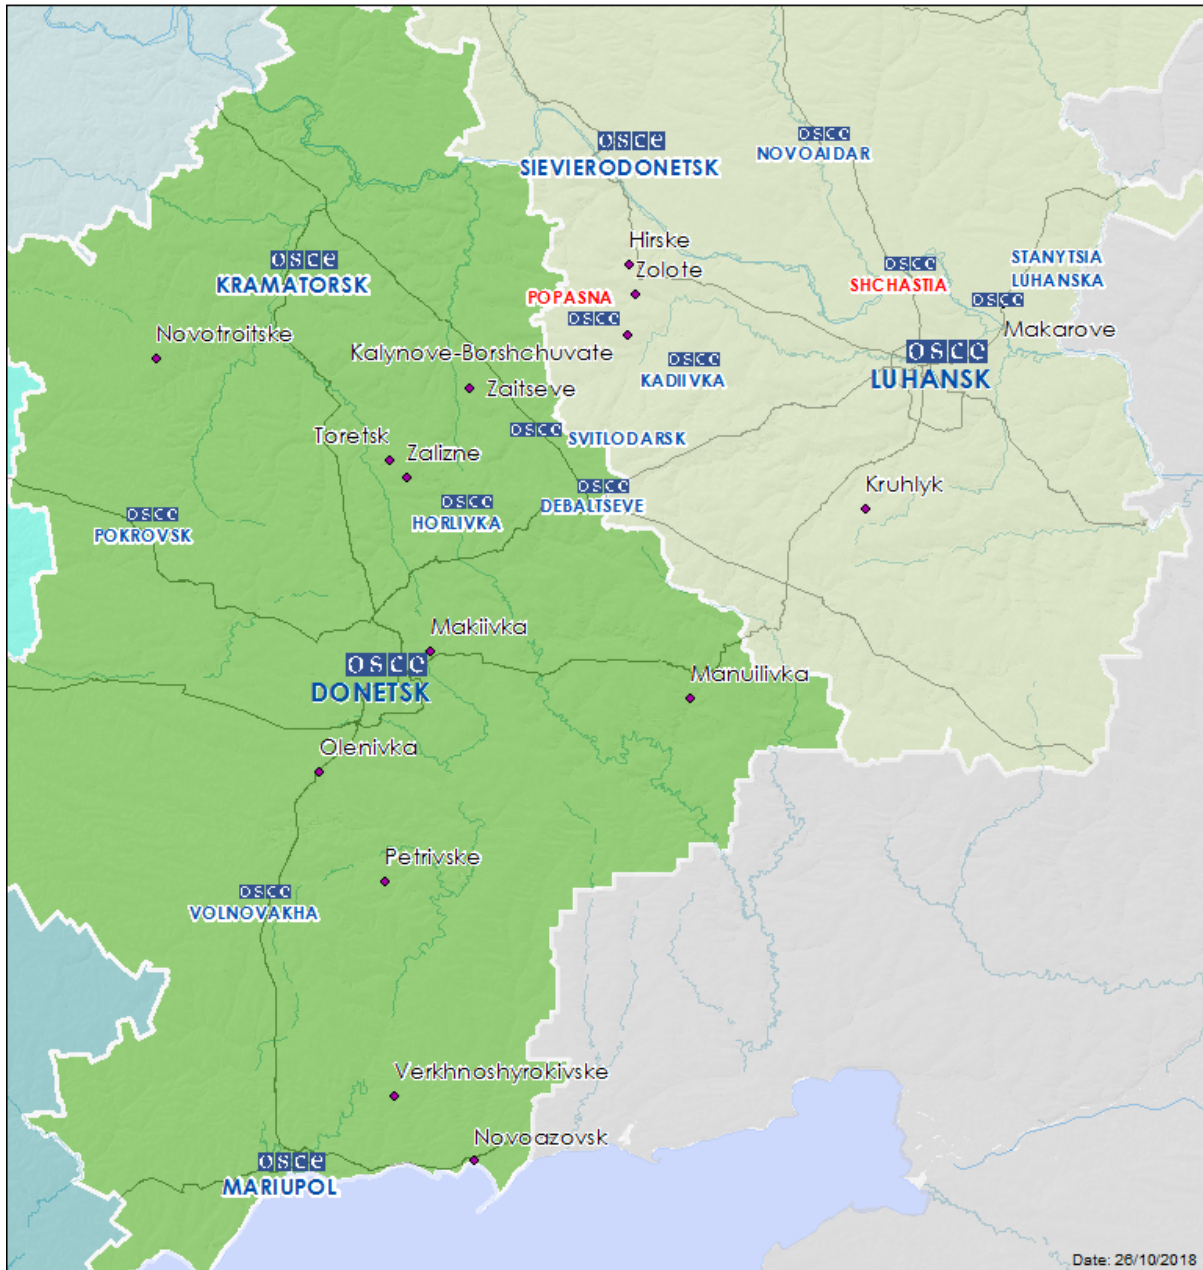 osce
SIEVIERODONETSK
osce
NOVOAIDAR
Hirske
Zolote
osce
KRAMATORSK
osce
SHCHASTIA
STANYTSIA
LUHANSKA
osce
Makarove
POPASNA
osce
Novotroitske
Kalynove-Borshchuvate
osce
KADIIVKA
osce
LUHANSK
Zaitseve
osce
SVITLODARSK
Toretsk
Zalizne
osce
DEBALTSEVE
osce
HORLIVKA
Kruhlyk
osce
POKROVSK
Makiivka
osce
DONETSK
Manuilivka
Olenivka
Petrivske
osce
VOLNOVAKHA
Verkhnoshyrokivske
Novoazovsk
osce
MARIUPOL
Date: 26/10/2018